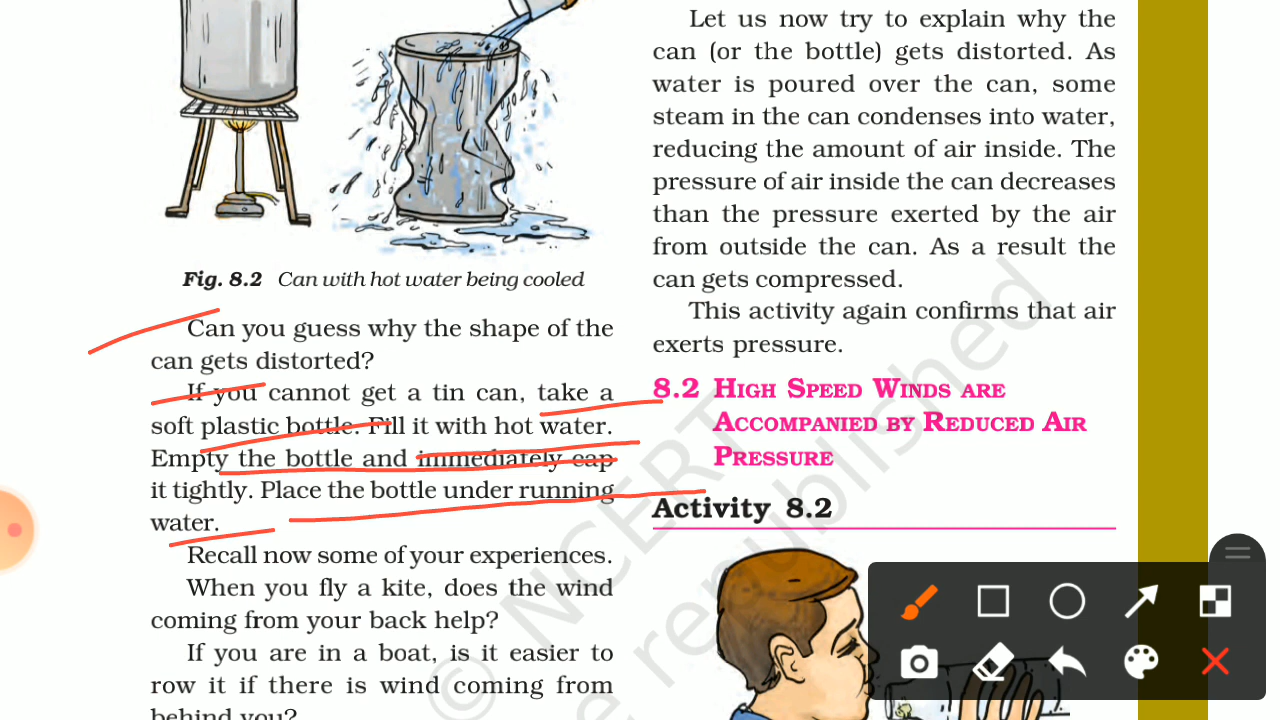 Fig. 8.2 Can with hot water being cooled
Can you guess why the shape of the
can gets distorted?
If you cannot get a tin can, take a
soft plastic bottle. Fill it with hot water.
Empty the bottle and immediately cap
it tightly. Place the bottle under running
water.
Recall now some of your experiences.
When you fly a kite, does the wind
coming from your back help?
If you are in a boat, is it easier to
row it if there is wind coming from
behind you?
Let us now try to explain why the
can (or the bottle) gets distorted. As
water is poured over the can, some
steam in the can condenses into water,
reducing the amount of air inside. The
pressure of air inside the can decreases
than the pressure exerted by the air
from outside the can. As a result the
can gets compressed.
This activity again confirms that air
exerts pressure.
8.2 HIGH SPEED WINDS ARE
ACCOMPANIED BY REDUCED AIR
PRESSURE
Activity 8.2
© NCERT
be republished